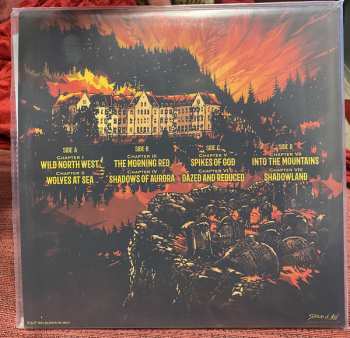 SIDE A
CHAPTER I
WILD NORTH WEST
CHAPTER II
WOLVES AT SEA
SIDE B
CHAPTER III
THE MORNING RED
CHAPTER IV
SHADOWS OF AURORA
SIDE C
CHAPTER V
SPIKES OF GOD
CHAPTER VI
DAZED AND REDUCED
SIDE D
CHAPTER VII
INTO THE MOUNTAINS
CHAPTER VIII
SHADOWLAND